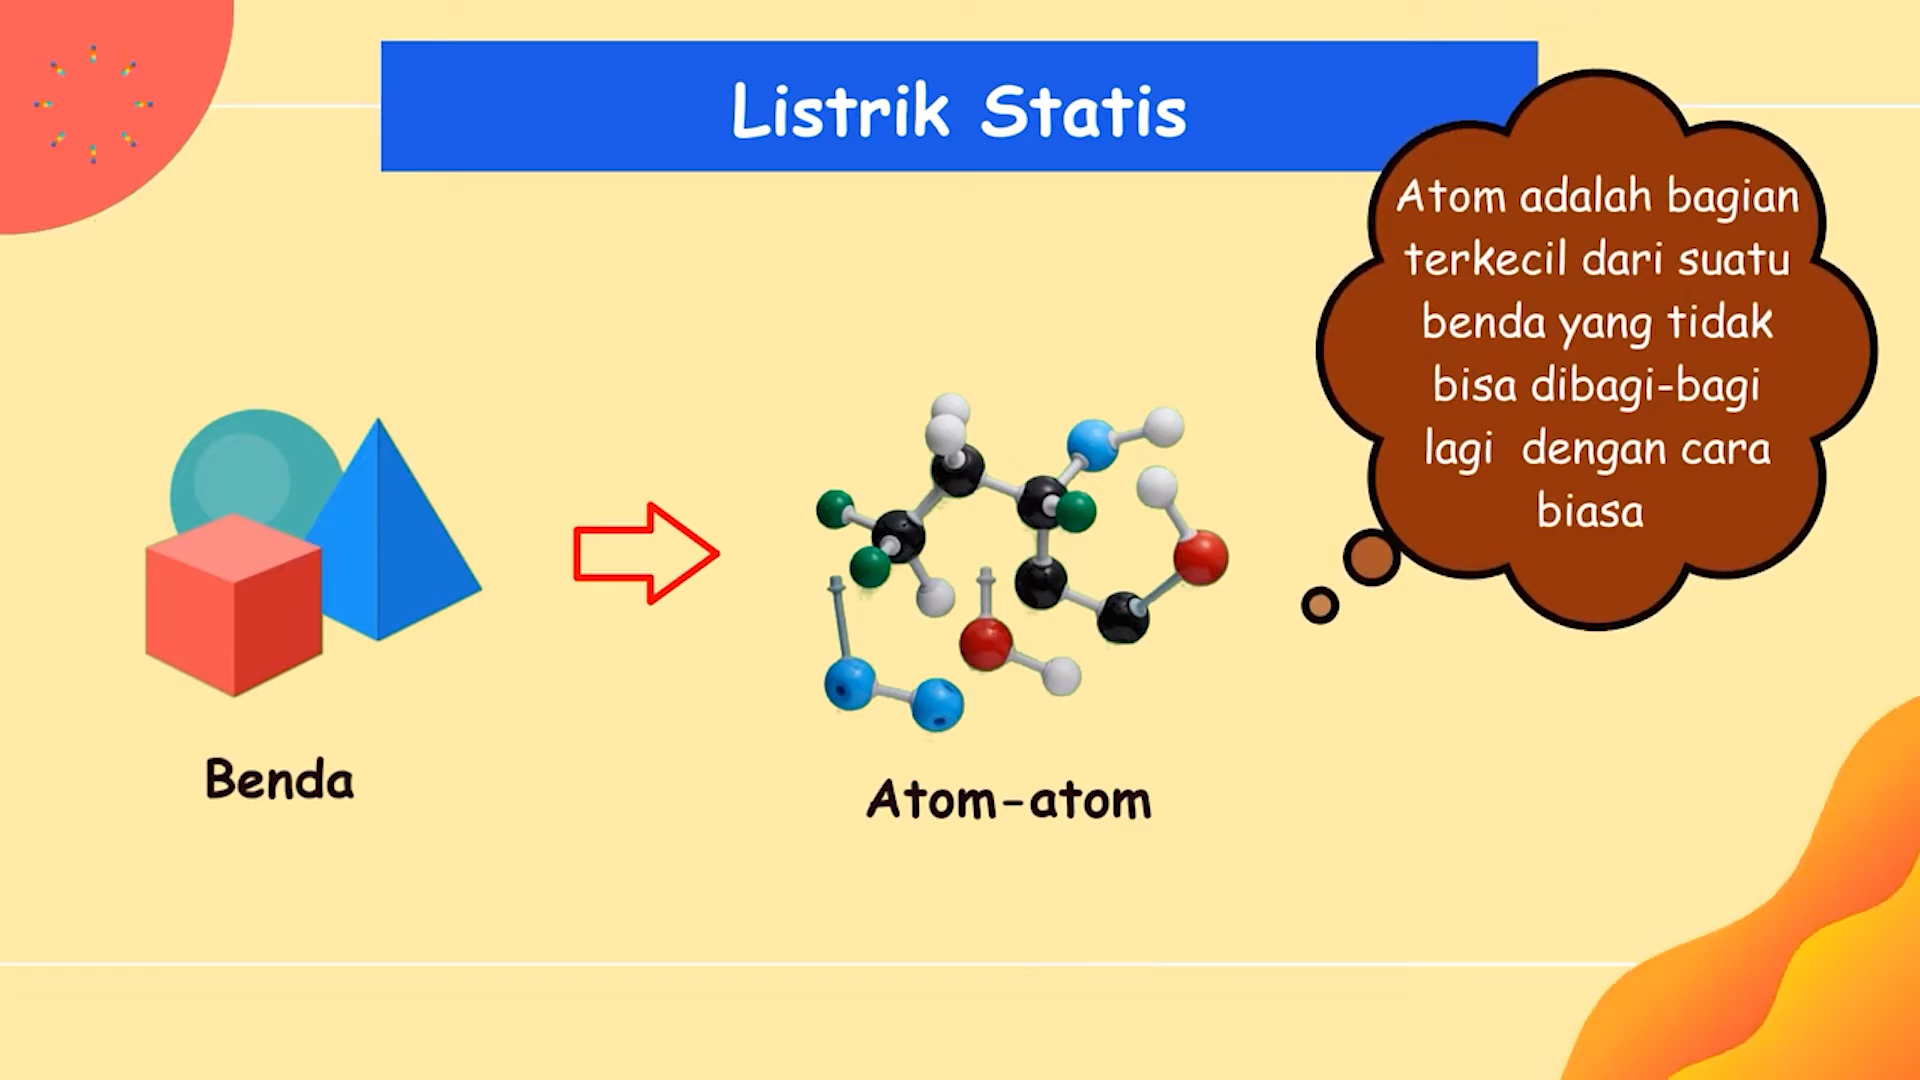 Listrik Statis
Atom adalah bagian
terkecil dari suatu
benda yang tidak
bisa dibagi-bagi
lagi dengan cara
biasa
Benda
Atom-atom